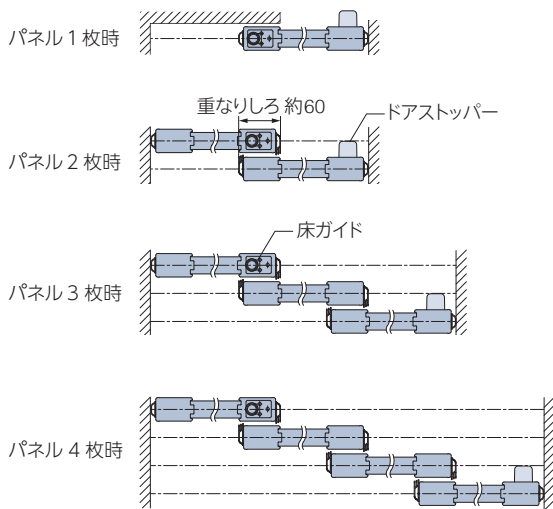 パネル 1 枚時
重なりしろ 約60
ドアストッパー
パネル 2 枚時
床ガイド
パネル 3 枚時
パネル 4 枚時